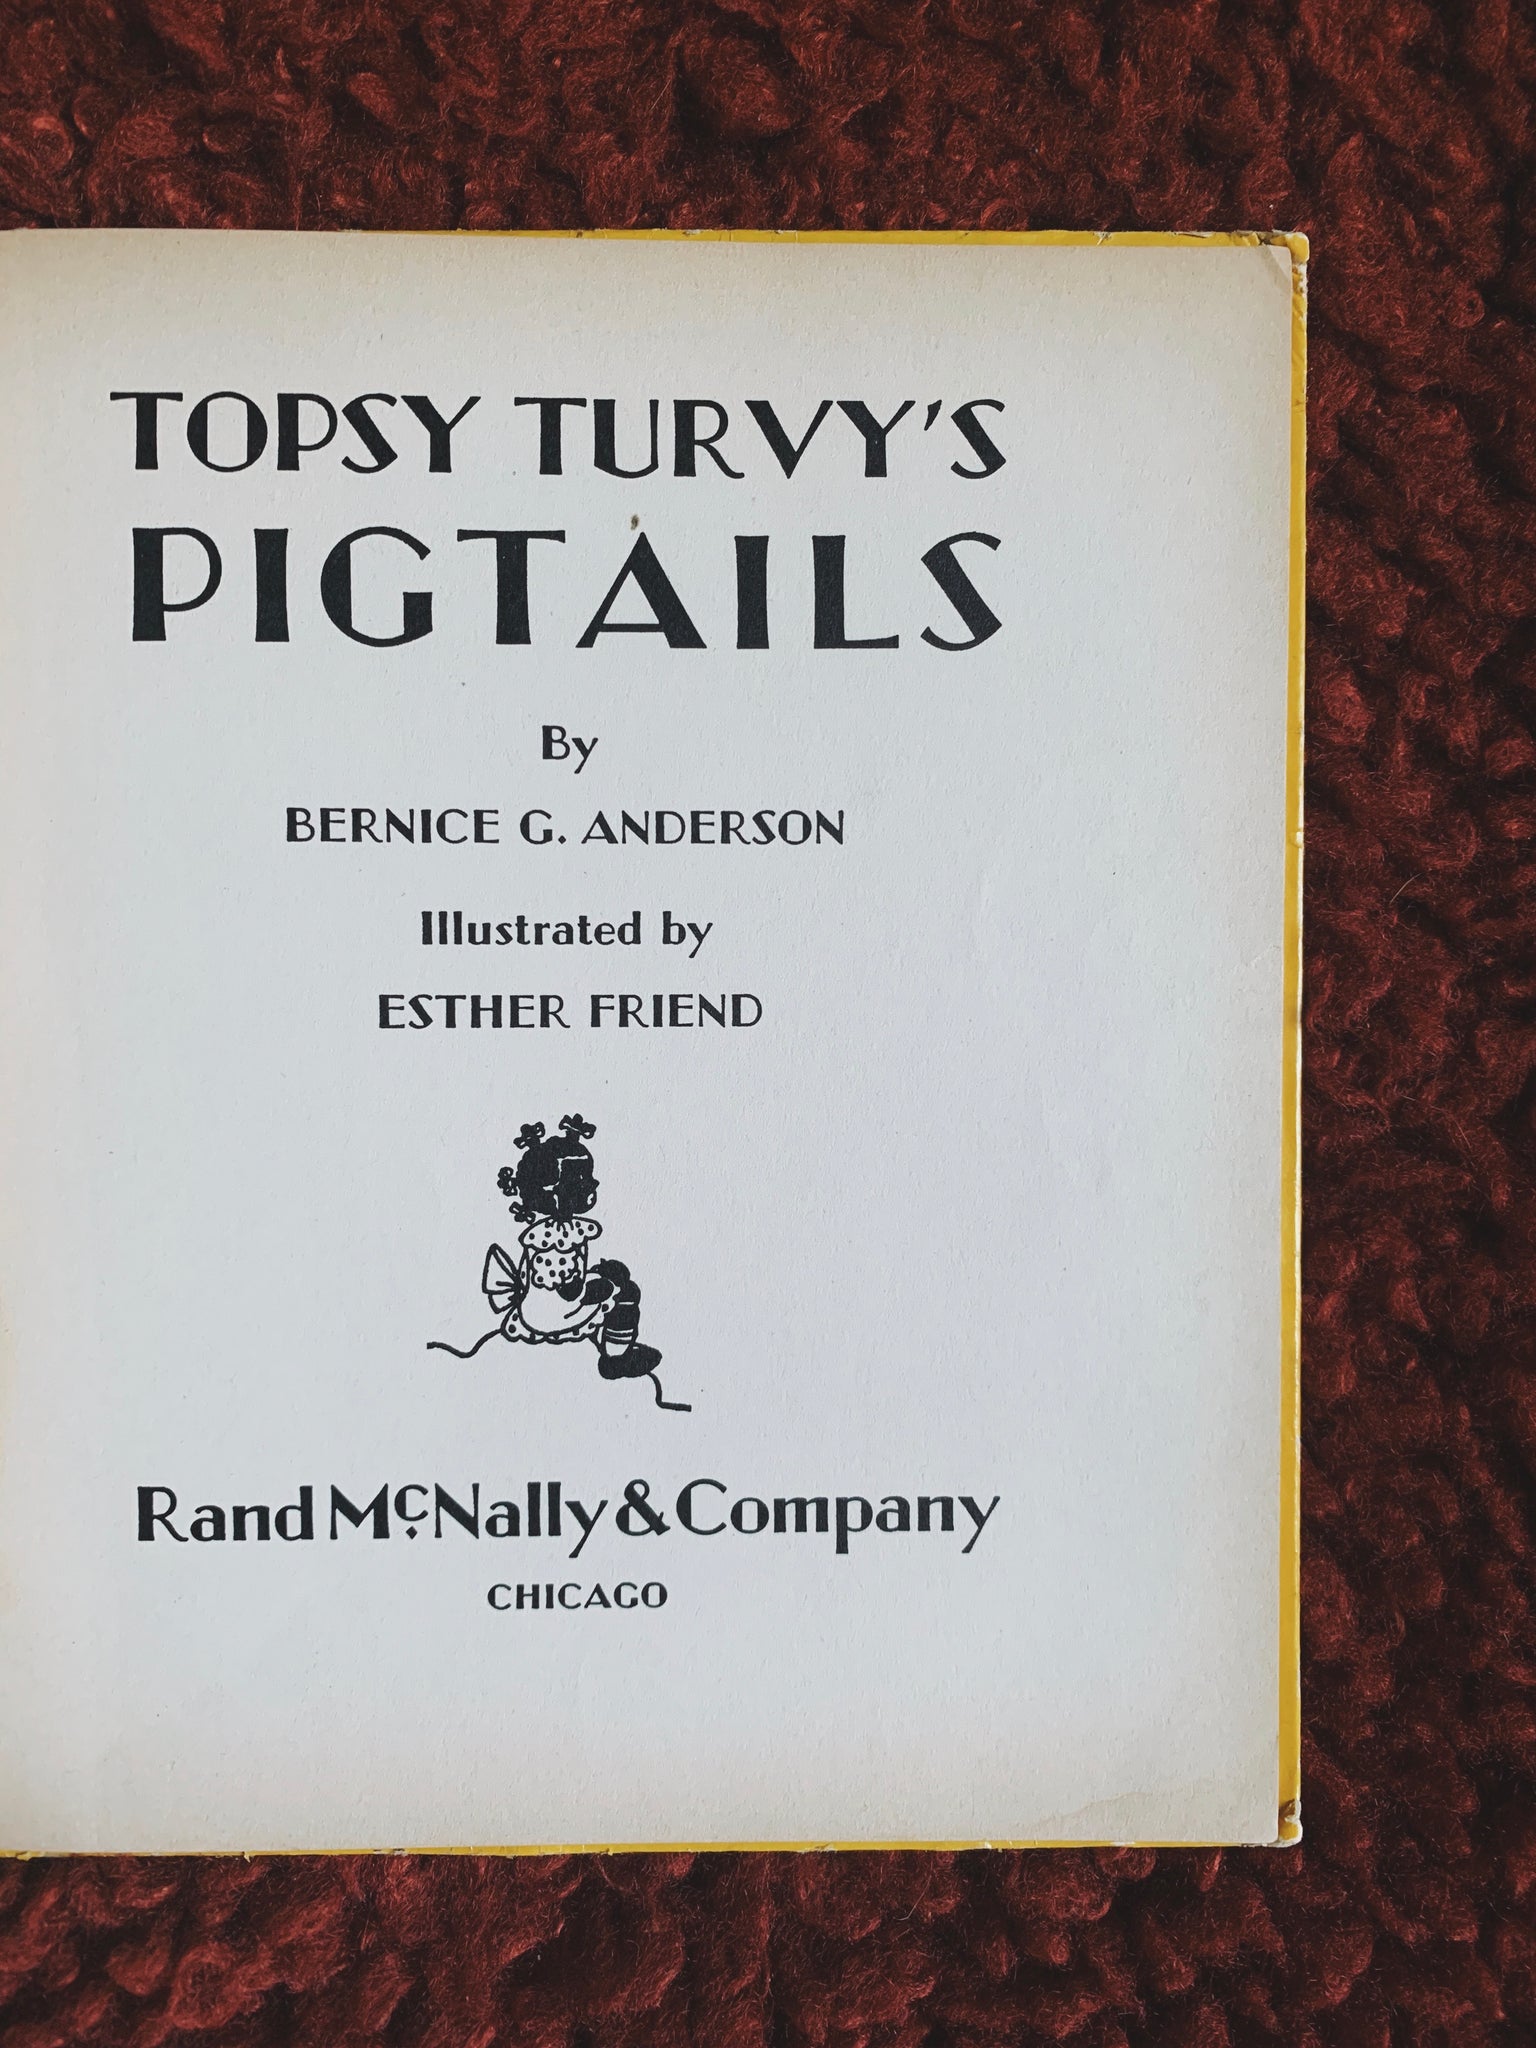 TOPSY TURVY'S
PIGTAILS
By
BERNICE G. ANDERSON
Illustrated by
ESTHER FRIEND
Rand McNally & Company
CHICAGO